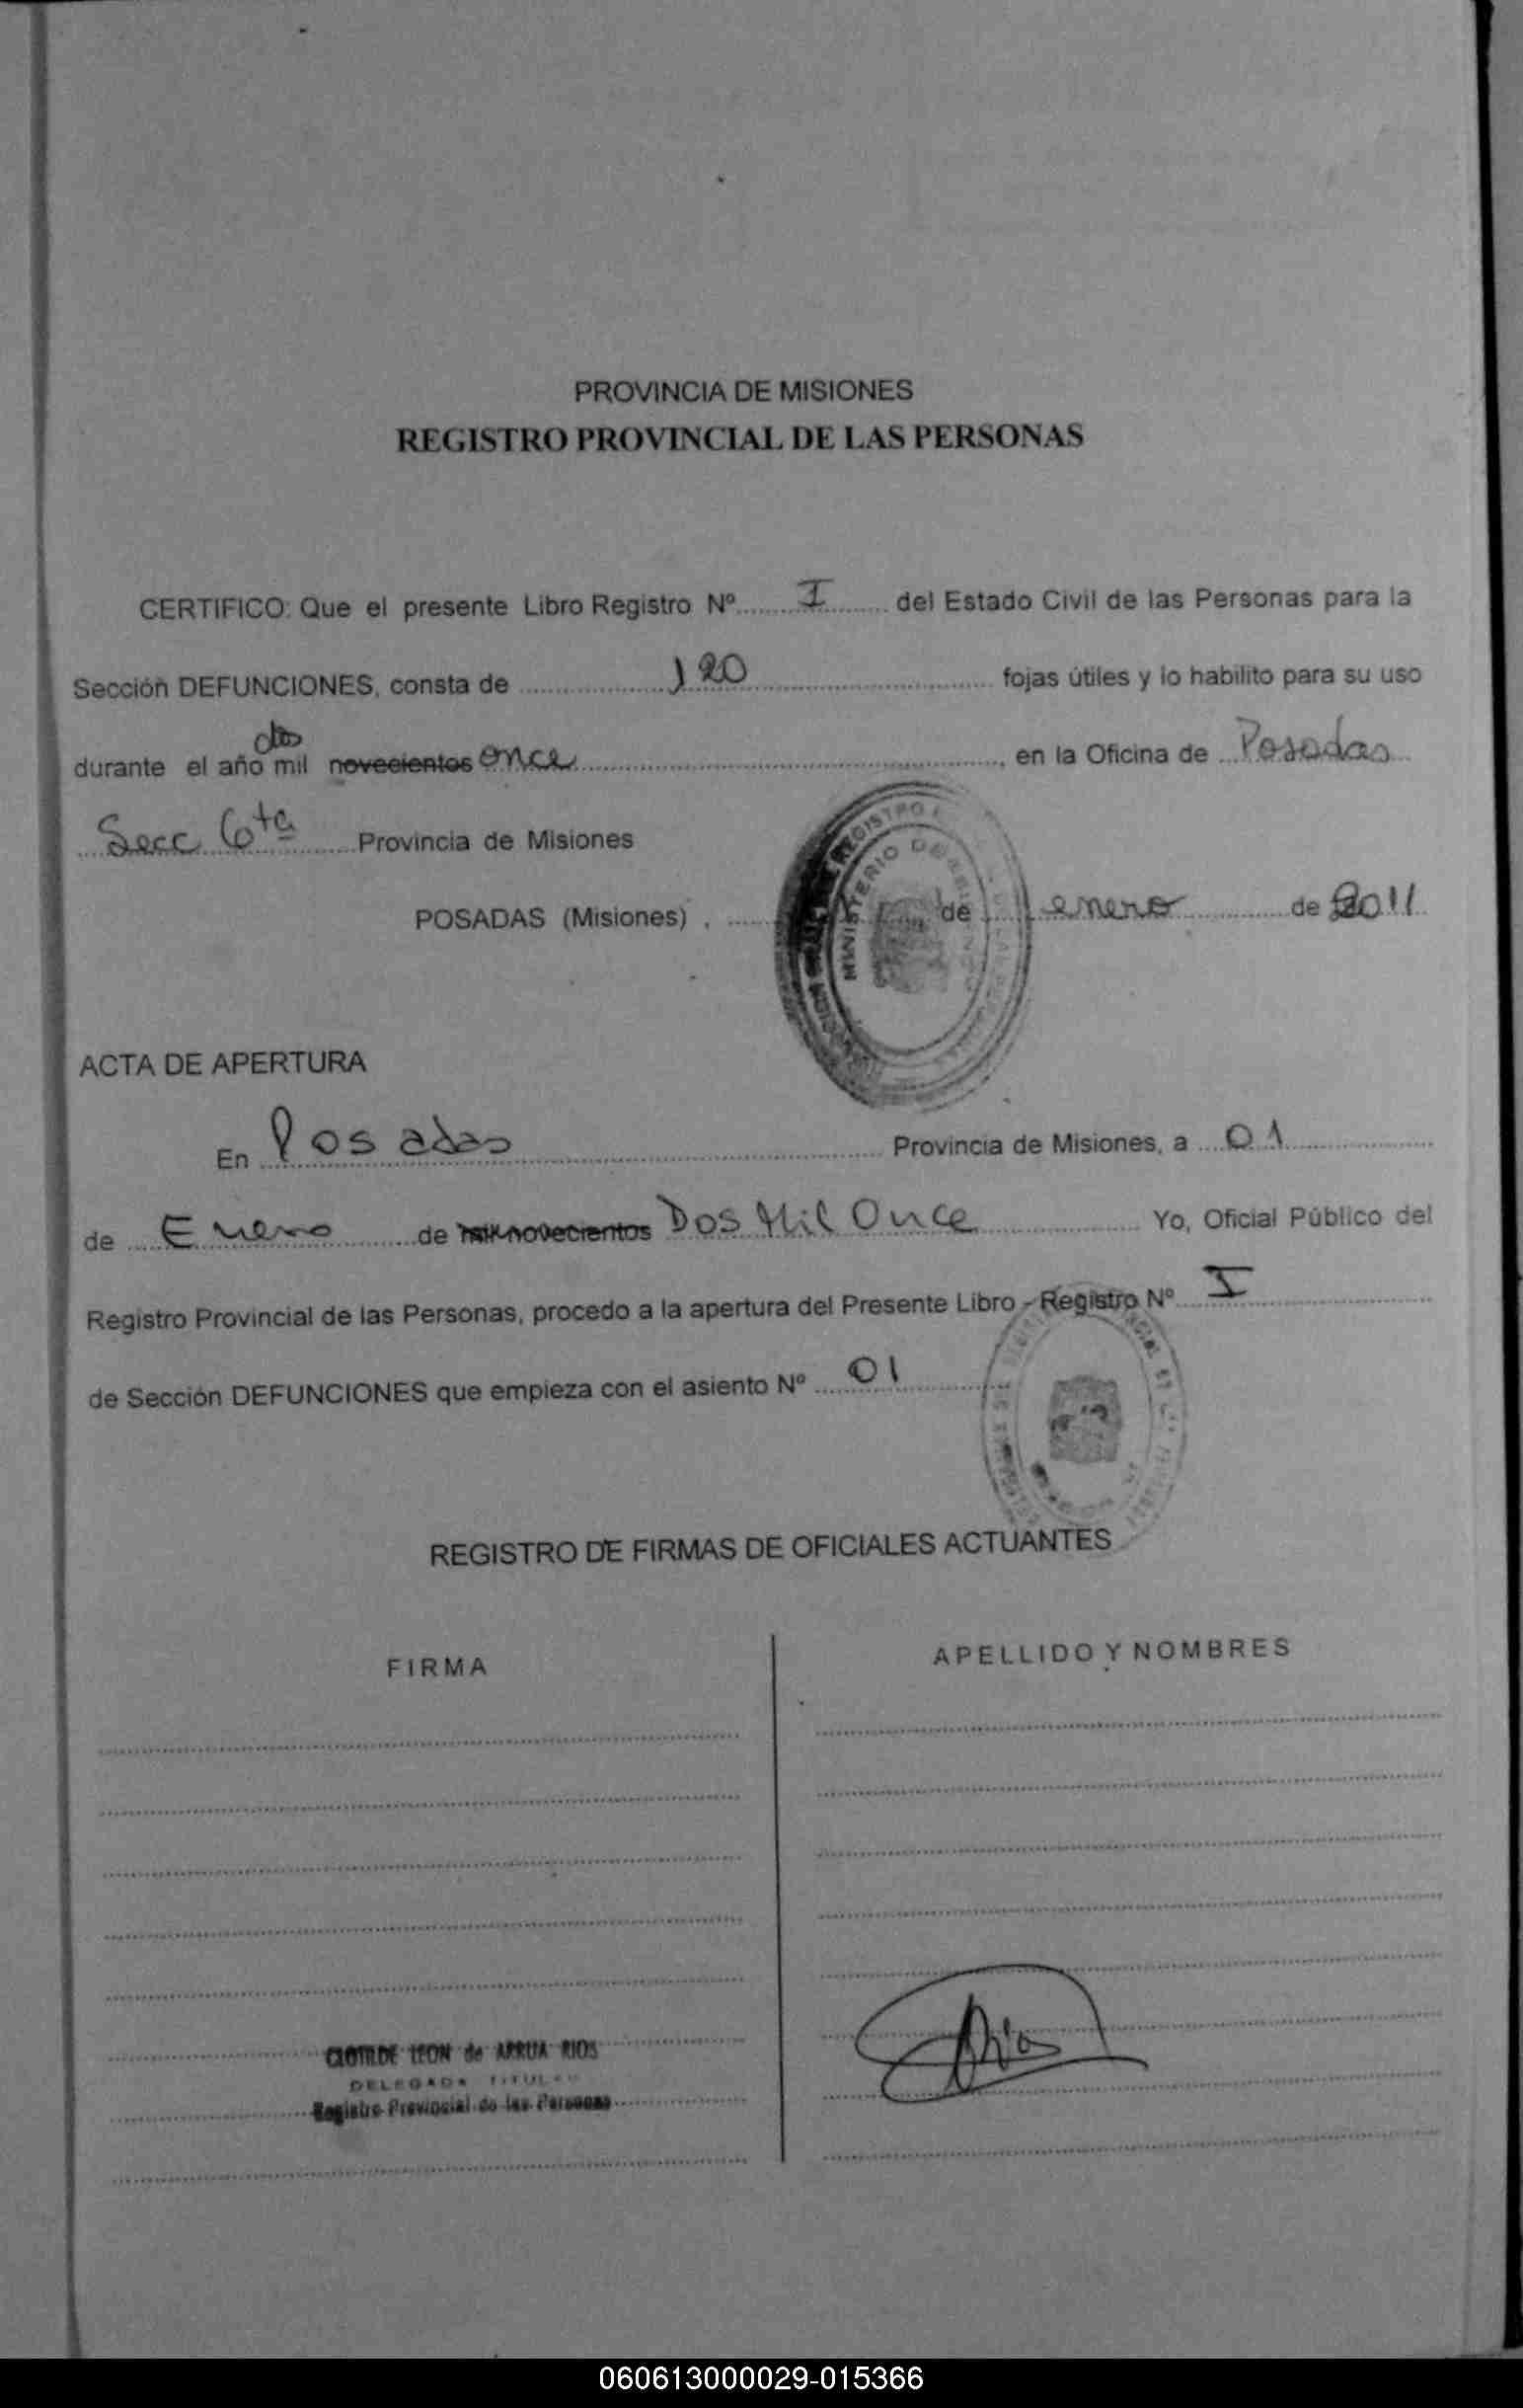 PROVINCIA DE MISIONES
REGISTRO PROVINCIAL DE LAS PERSONAS
CERTIFICO: Que el presente Libro Registro Nº I del Estado Civil de las Personas para la
Sección DEFUNCIONES, consta de 120 fojas útiles y lo habilito para su uso
dos
durante el año mil novecientos once, en la Oficina de Posadas
Secc 6ta Provincia de Misiones
POSADAS (Misiones), de enero de 2011
MINISTERIO DE
REGISTRO
ACTA DE APERTURA
En Posadas Provincia de Misiones, a 01
de Enero de mil novecientos Dos Mil Once Yo, Oficial Público del
Registro Provincial de las Personas, procedo a la apertura del Presente Libro - Registro Nº I
de Sección DEFUNCIONES que empieza con el asiento Nº 01
REGISTRO DE FIRMAS DE OFICIALES ACTUANTES
FIRMA APELLIDO Y NOMBRES
CLOTILDE LEON de ARRUA RIOS
DELEGADA TITULAR
Registro Provincial de las Personas
060613000029-015366